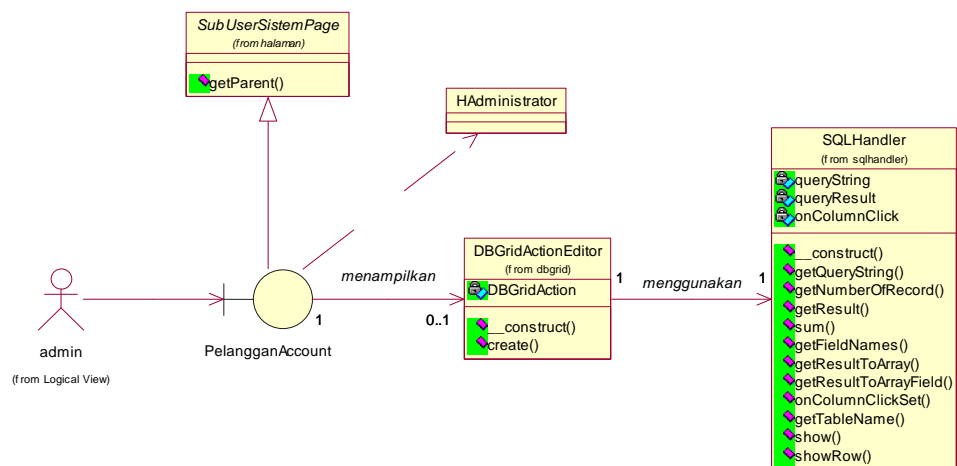 SubUserSistemPage
(from halaman)
getParent()
HAdministrator
SQLHandler
(from sqlhandler)
queryString
queryResult
onColumnClick
__construct()
getQueryString()
getNumberOfRecord()
getResult()
sum()
getFieldNames()
getResultToArray()
getResultToArrayField()
onColumnClickSet()
getTableName()
show()
showRow()
DBGridActionEditor
(from dbgrid)
DBGridAction
__construct()
create()
menampilkan
1
0..1
menggunakan
1
1
admin
(from Logical View)
PelangganAccount